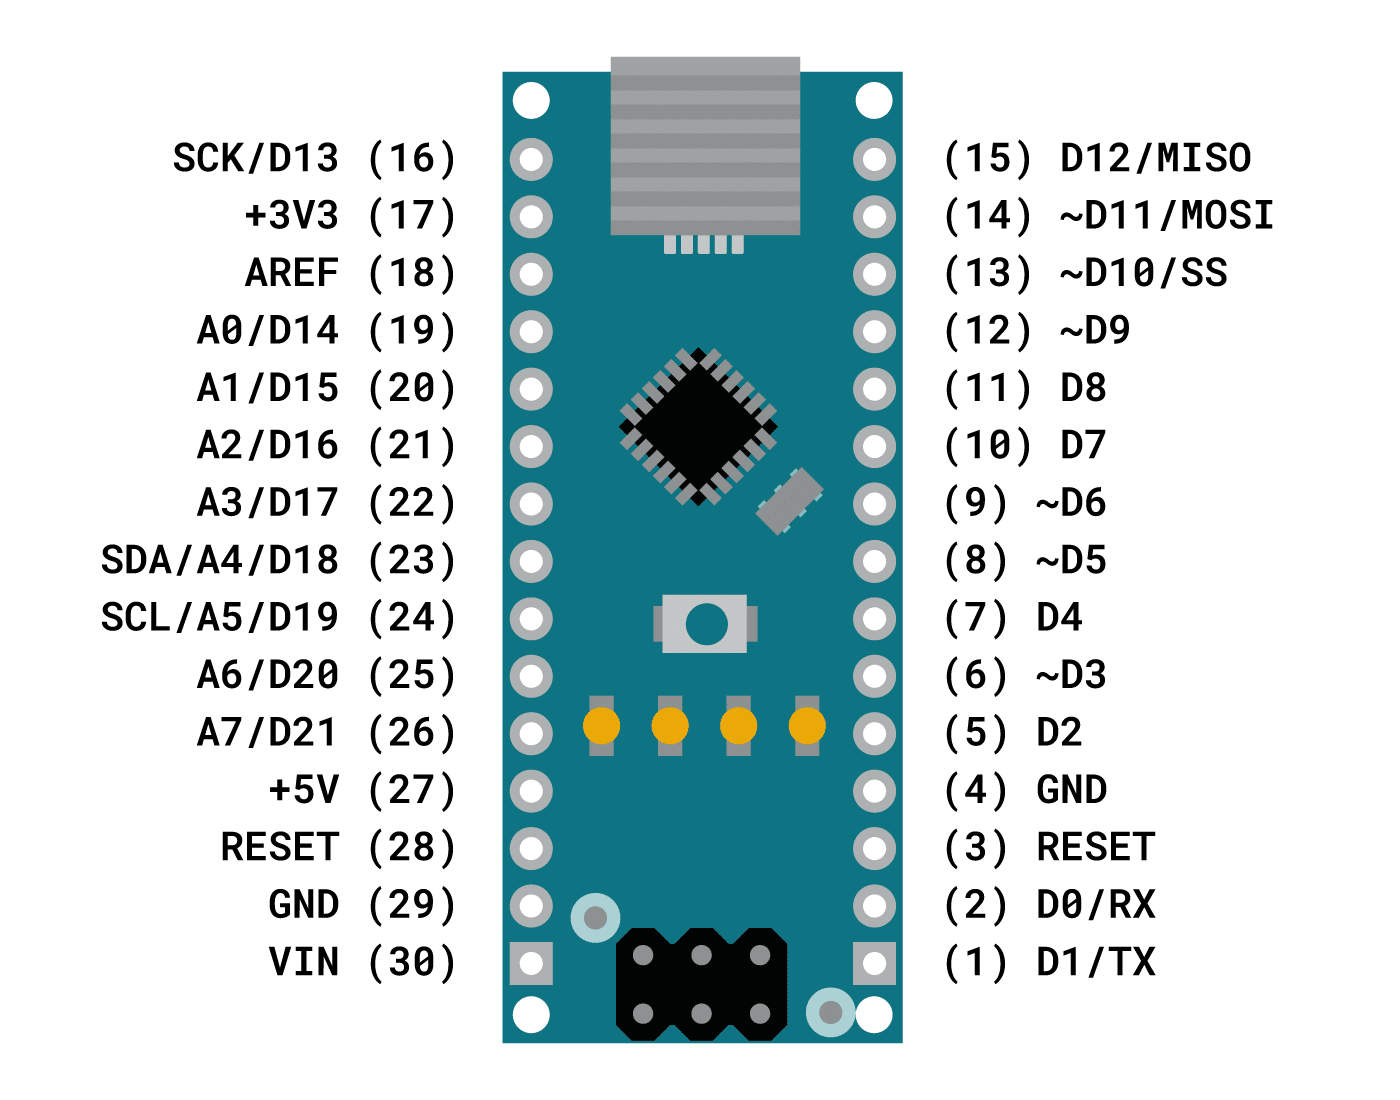 SCK/D13 (16)
+3V3 (17)
AREF (18)
A0/D14 (19)
A1/D15 (20)
A2/D16 (21)
A3/D17 (22)
SDA/A4/D18 (23)
SCL/A5/D19 (24)
A6/D20 (25)
A7/D21 (26)
+5V (27)
RESET (28)
GND (29)
VIN (30)
(15) D12/MISO
(14) ~D11/MOSI
(13) ~D10/SS
(12) ~D9
(11) D8
(10) D7
(9) ~D6
(8) ~D5
(7) D4
(6) ~D3
(5) D2
(4) GND
(3) RESET
(2) D0/RX
(1) D1/TX